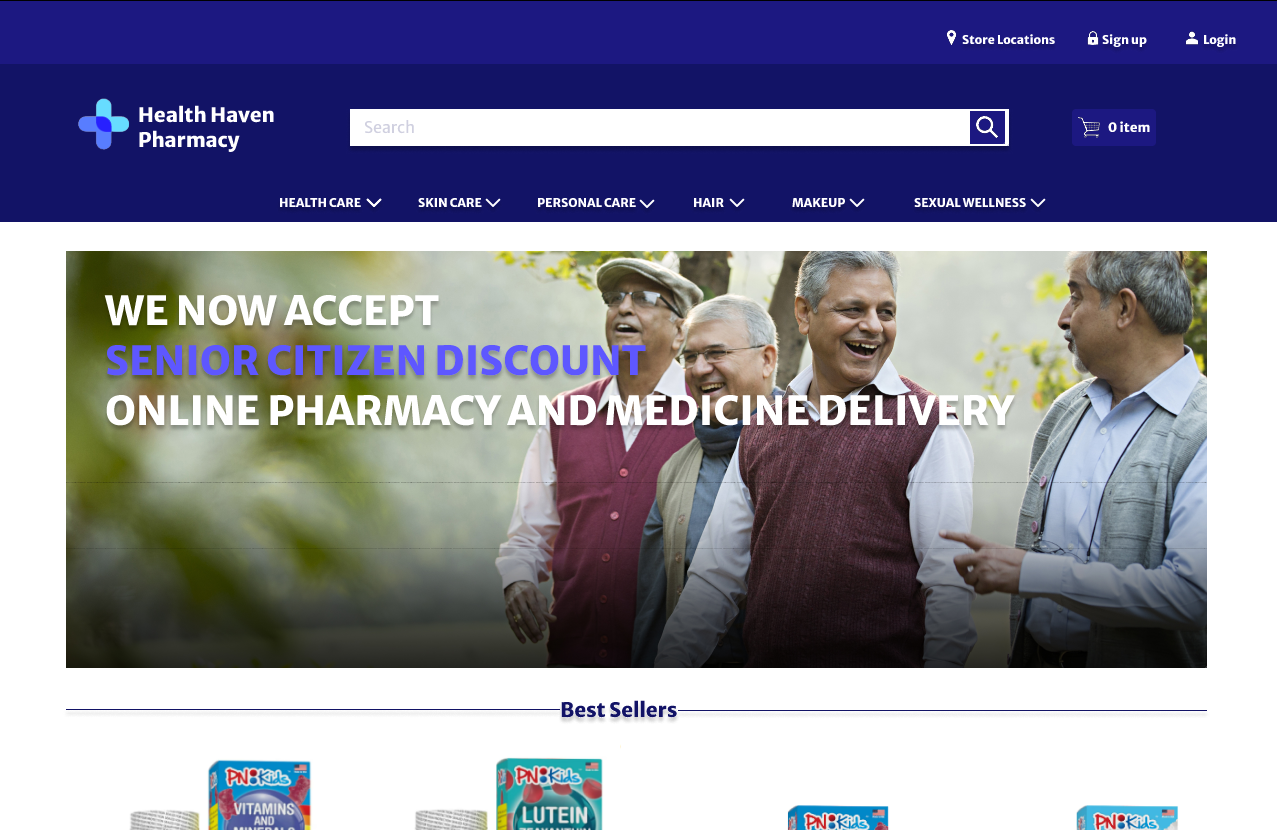 Store Locations
Sign up
Login
Health Haven
Pharmacy
Search
0 item
HEALTH CARE
SKIN CARE
PERSONAL CARE
HAIR
MAKEUP
SEXUAL WELLNESS
WE NOW ACCEPT
SENIOR CITIZEN DISCOUNT
ONLINE PHARMACY AND MEDICINE DELIVERY
Best Sellers
PN Kids
VITAMINS
AND
MINERALS
PN Kids
LUTEIN
PN Kids
PN Kids